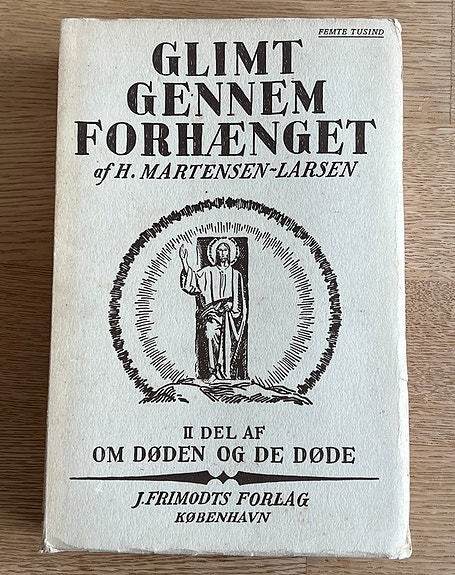 FEMTE TUSIND
GLIMT
GENNEM
FORHÆNGET
af H. MARTENSEN-LARSEN
II DEL AF
OM DØDEN OG DE DØDE
J. FRIMODTS FORLAG
KØBENHAVN